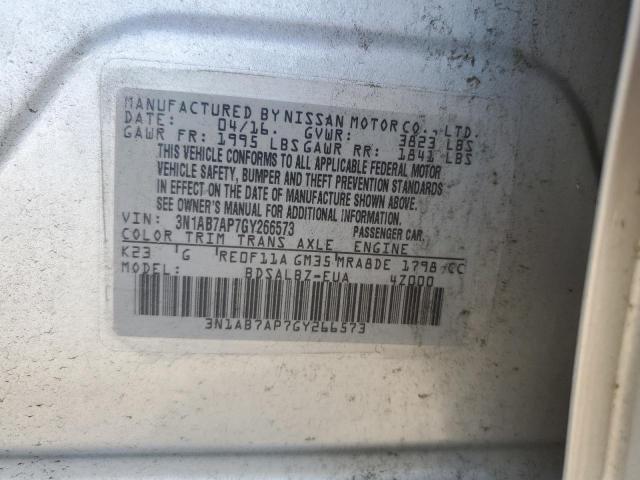 MANUFACTURED BY NISSAN MOTOR CO., LTD.
DATE: 04/16. GVWR: 3823 LBS
GAWR FR: 1995 LBS GAWR RR: 1841 LBS
THIS VEHICLE CONFORMS TO ALL APPLICABLE FEDERAL MOTOR
VEHICLE SAFETY, BUMPER AND THEFT PREVENTION STANDARDS
IN EFFECT ON THE DATE OF MANUFACTURE SHOWN ABOVE.
SEE OWNER'S MANUAL FOR ADDITIONAL INFORMATION.
VIN: 3N1AB7AP7GY266573 PASSENGER CAR
COLOR TRIM TRANS AXLE ENGINE
K23 G RE0F11A GM35 MRA8DE 1798 CC
MODEL: BDSALBZ-EUA 4Z000
3N1AB7AP7GY266573